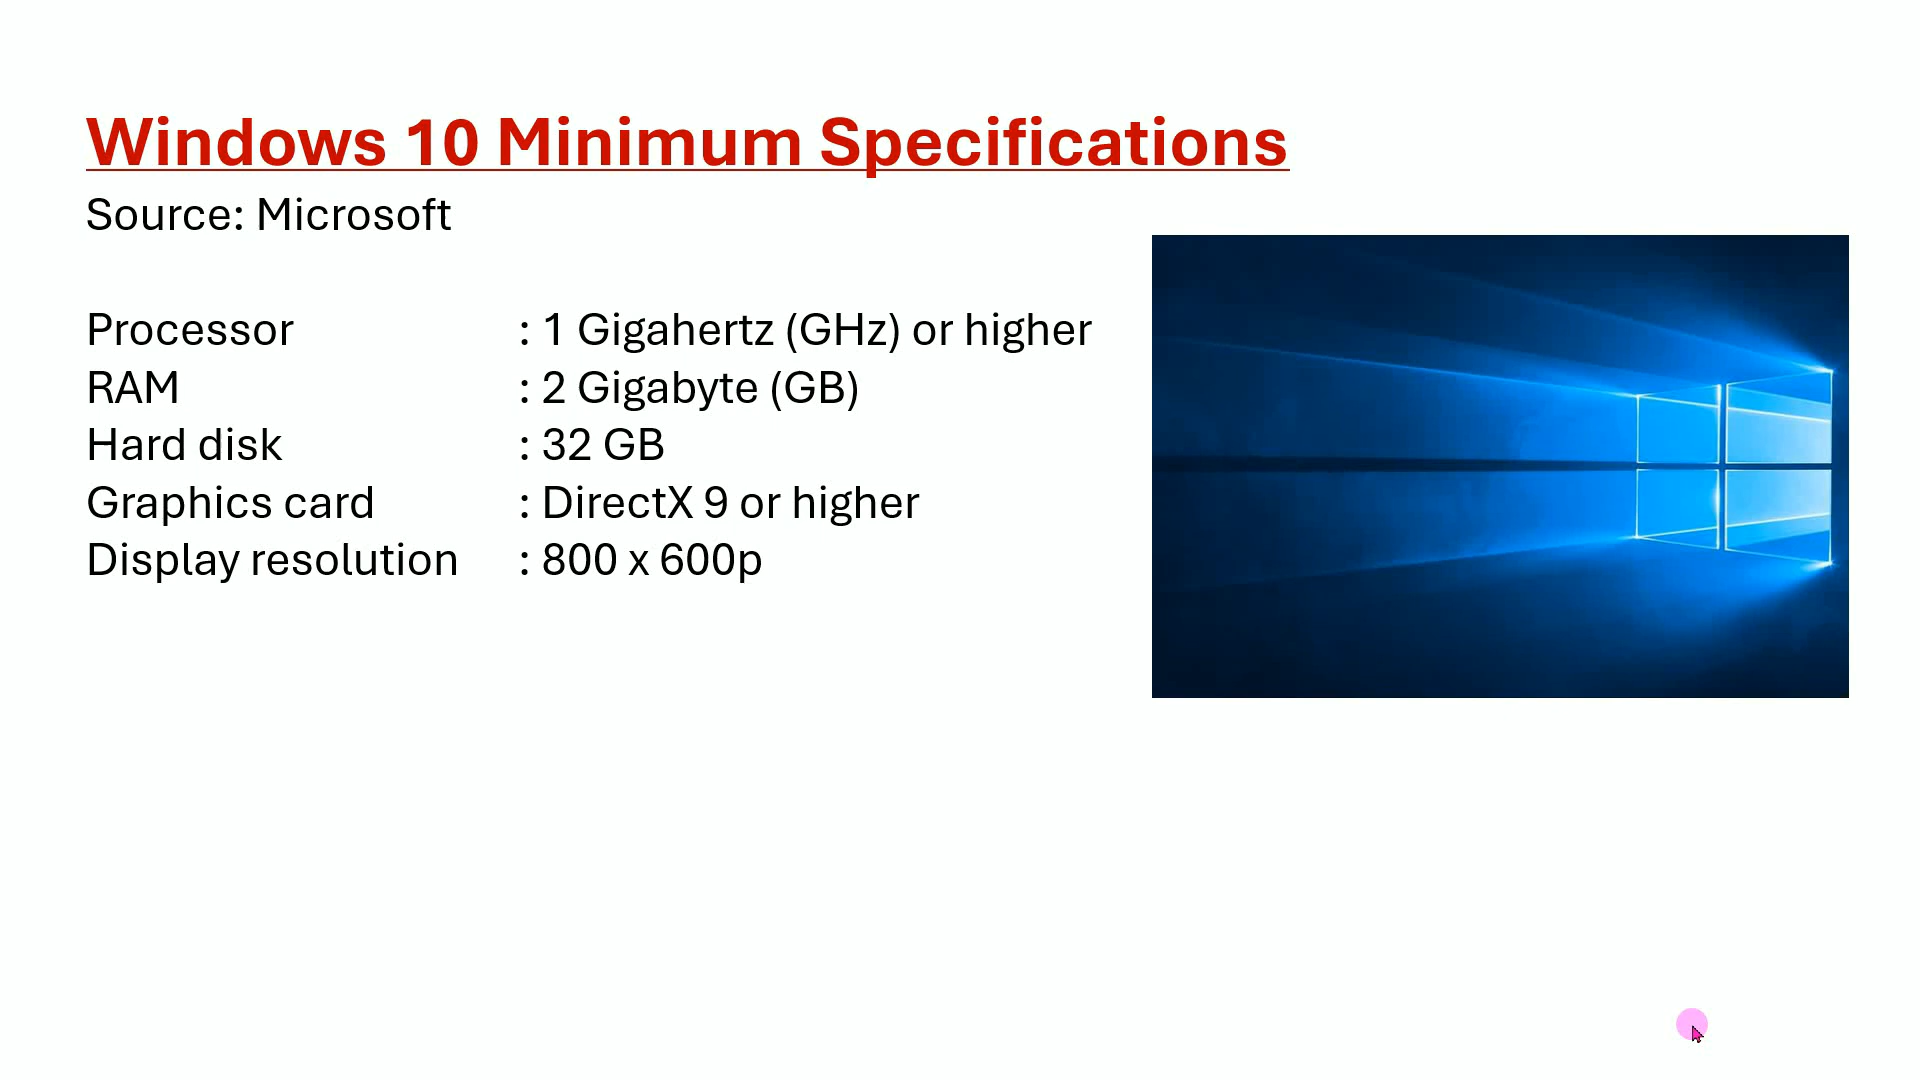 Windows 10 Minimum Specifications
Source: Microsoft
Processor : 1 Gigahertz (GHz) or higher
RAM : 2 Gigabyte (GB)
Hard disk : 32 GB
Graphics card : DirectX 9 or higher
Display resolution : 800 x 600p